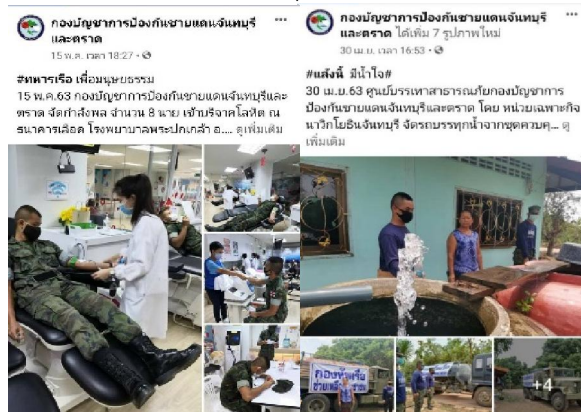 กองบัญชาการป้องกันชายแดนจันทบุรี
และตราด
15 พ.ค. เวลา 18:27 ·
#ทหารเรือ เพื่อมนุษยธรรม
15 พ.ค.63 กองบัญชาการป้องกันชายแดนจันทบุรีและ
ตราด จัดกำลังพล จำนวน 8 นาย เข้าบริจาคโลหิต ณ
ธนาคารเลือด โรงพยาบาลพระปกเกล้า อ.... ดูเพิ่มเติม
กองบัญชาการป้องกันชายแดนจันทบุรี
และตราด ได้เพิ่ม 7 รูปภาพใหม่
30 เม.ย. เวลา 16:53 ·
#แล้งนี้ มีน้ำใจ#
30 เม.ย.63 ศูนย์บรรเทาสาธารณภัยกองบัญชาการ
ป้องกันชายแดนจันทบุรีและตราด โดย หน่วยเฉพาะกิจ
นาวิกโยธินจันทบุรี จัดรถบรรทุกน้ำจากชุดควบคุ... ดู
เพิ่มเติม
กองทัพเรือ
+4